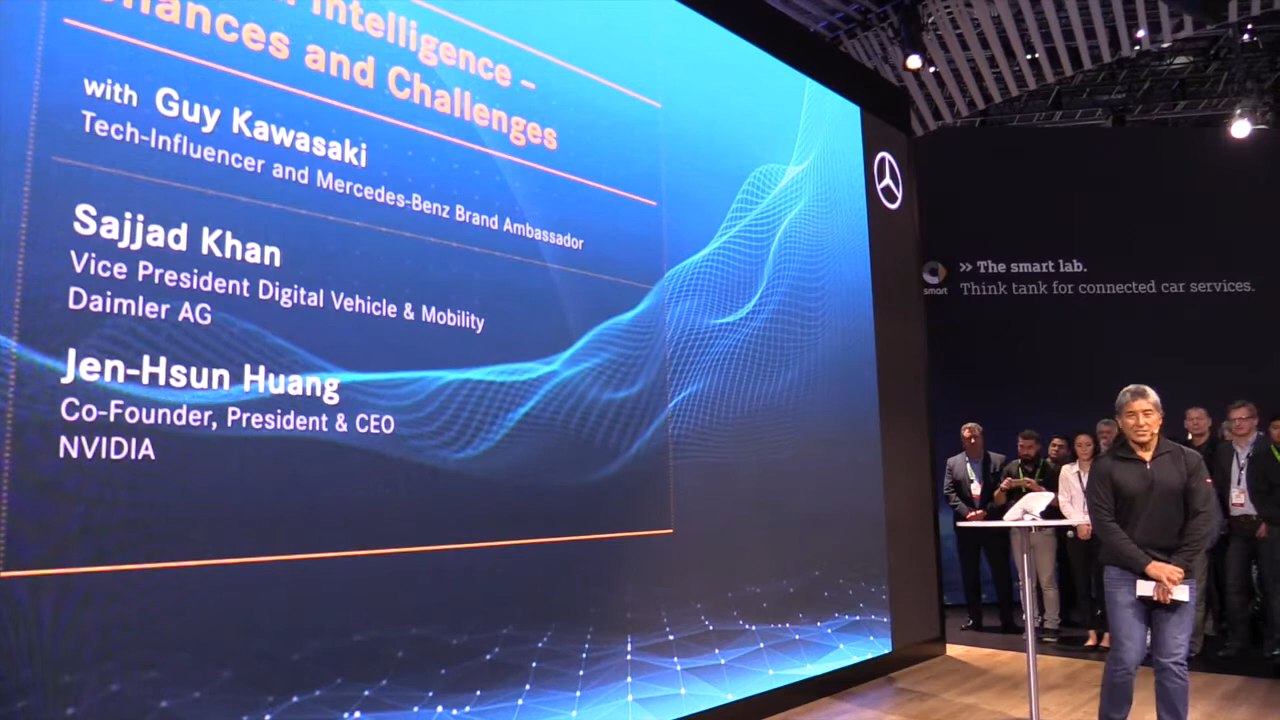 Intelligence –
and Challenges
with Guy Kawasaki
Tech-Influencer and Mercedes-Benz Brand Ambassador
Sajjad Khan
Vice President Digital Vehicle & Mobility
Daimler AG
Jen-Hsun Huang
Co-Founder, President & CEO
NVIDIA
smart
>> The smart lab.
Think tank for connected car services.